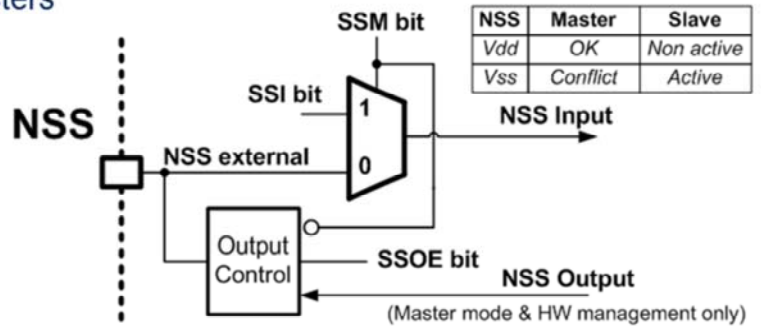 SSM bit
NSS Master Slave
Vdd OK Non active
Vss Conflict Active
SSI bit
1
NSS Input
NSS
NSS external
0
Output
Control
SSOE bit
NSS Output
(Master mode & HW management only)